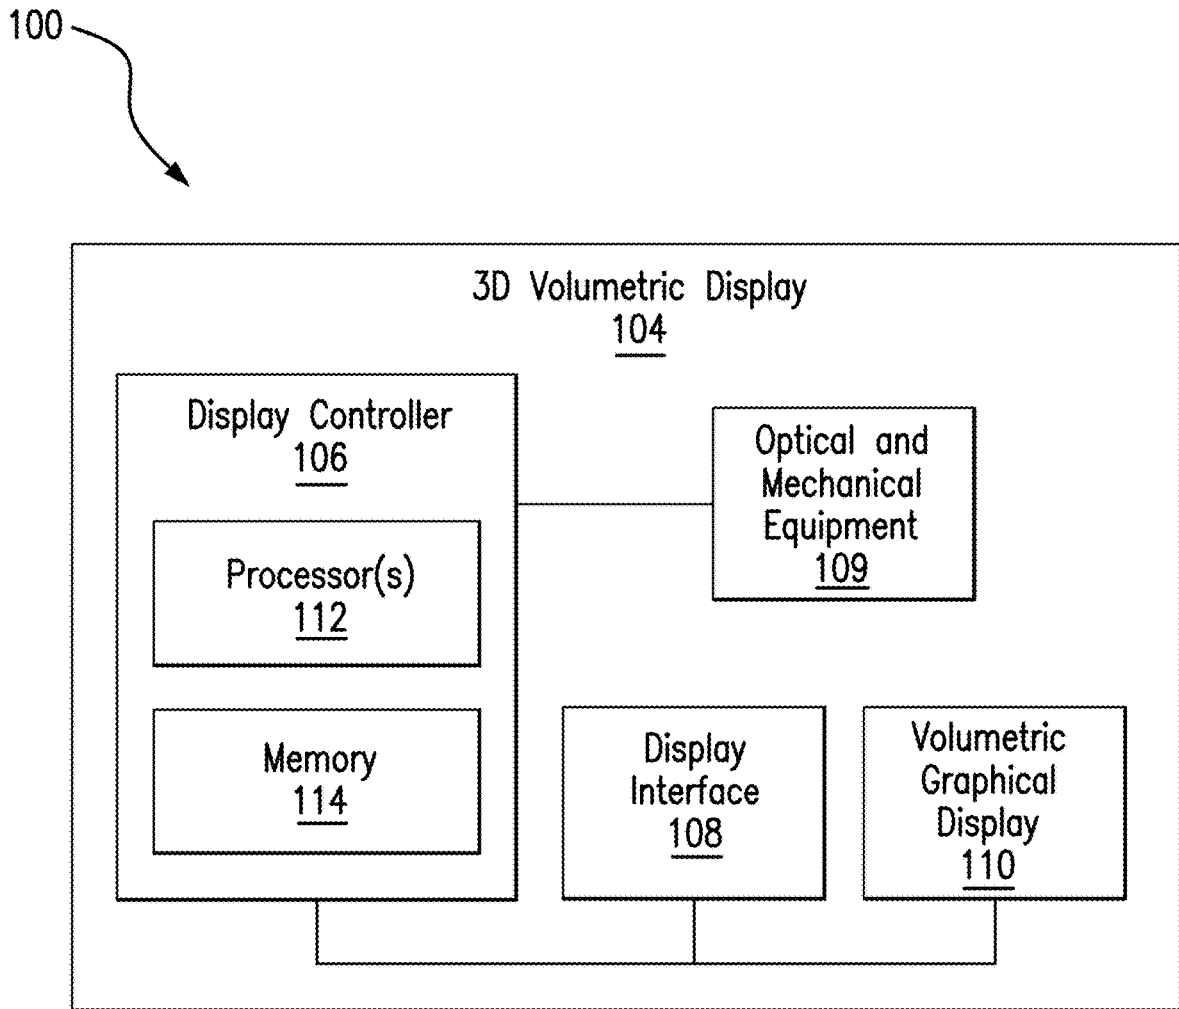 100
3D Volumetric Display
104
Display Controller
106
Processor(s)
112
Memory
114
Optical and
Mechanical
Equipment
109
Display
Interface
108
Volumetric
Graphical
Display
110